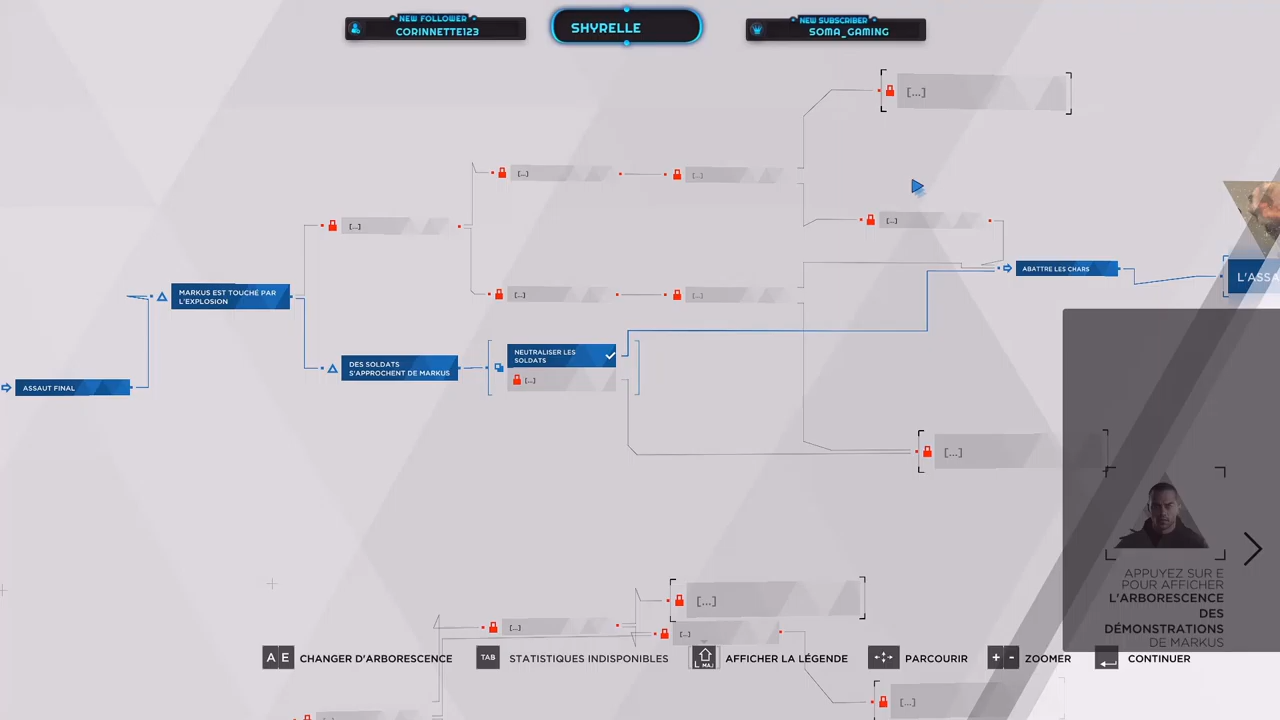 NEW FOLLOWER
CORINNETTE123
SHYRELLE
NEW SUBSCRIBER
SOMA_GAMING
[...]
[...]
[...]
[...]
[...]
ABATTRE LES CHARS
L'ASSA
MARKUS EST TOUCHÉ PAR
L'EXPLOSION
[...]
[...]
NEUTRALISER LES
SOLDATS
[...]
DES SOLDATS
S'APPROCHENT DE MARKUS
ASSAUT FINAL
[...]
APPUYEZ SUR E
POUR AFFICHER
L'ARBORESCENCE
DES
DÉMONSTRATIONS
DE MARKUS
[...]
[...]
[...]
A E CHANGER D'ARBORESCENCE
TAB STATISTIQUES INDISPONIBLES
L MAJ AFFICHER LA LÉGENDE
PARCOURIR
+ - ZOOMER
CONTINUER
[...]
[...]